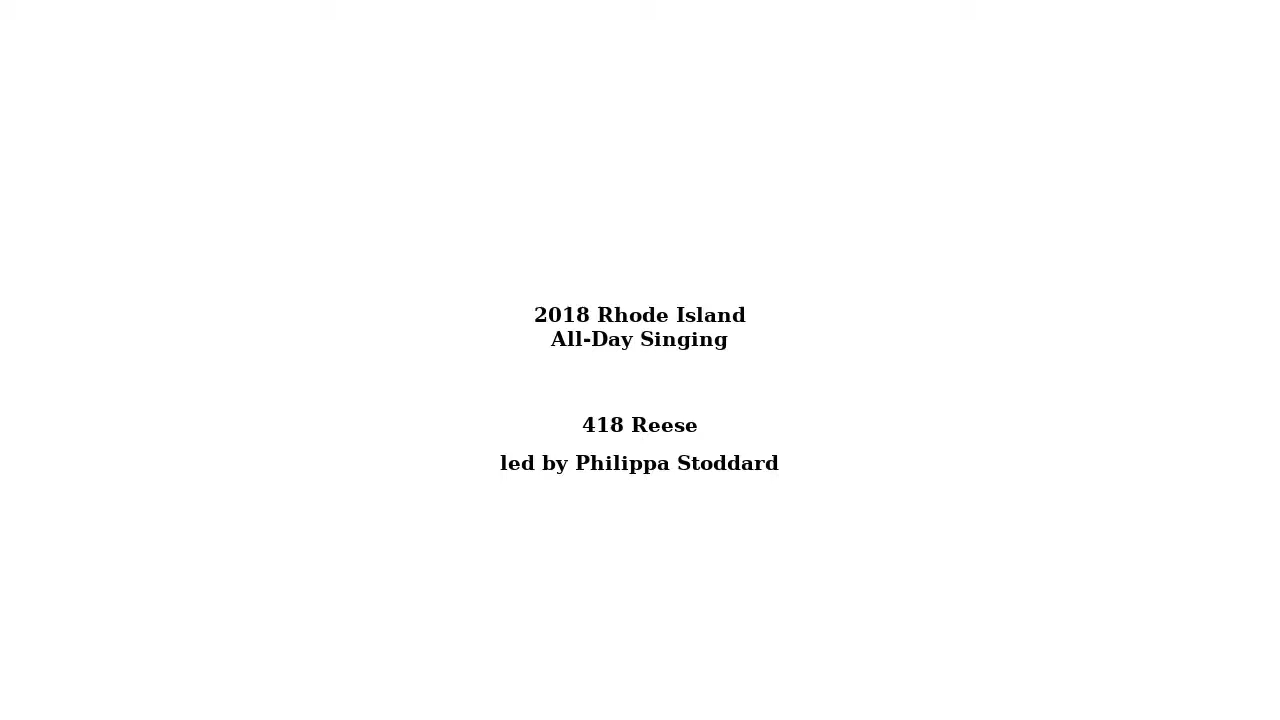 2018 Rhode Island
All-Day Singing
418 Reese
led by Philippa Stoddard